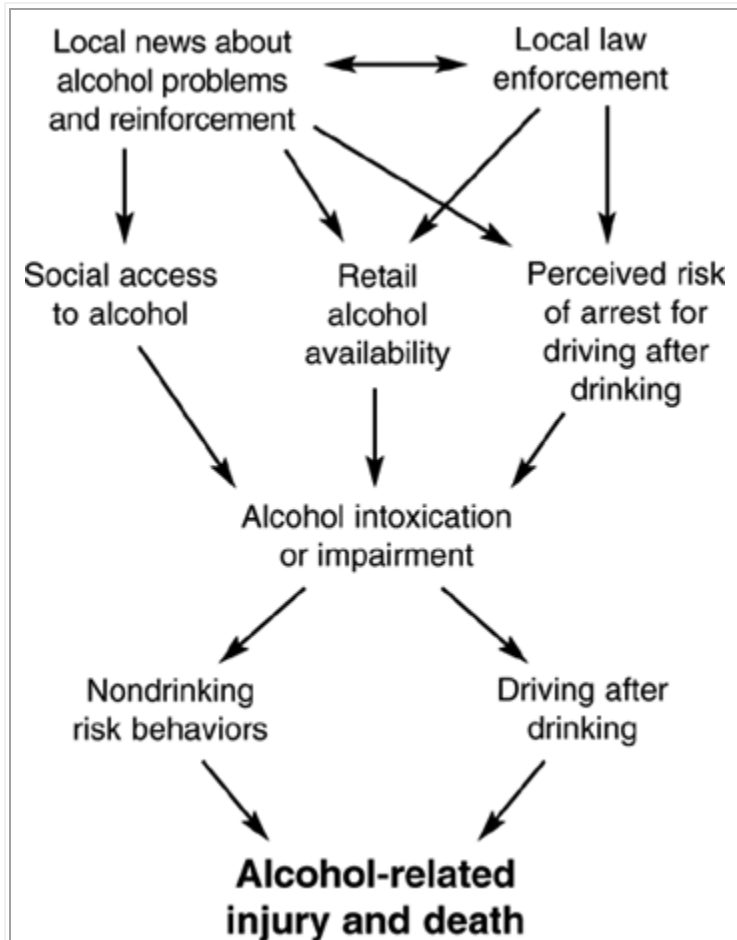 Local news about
alcohol problems
and reinforcement
Local law
enforcement
Social access
to alcohol
Retail
alcohol
availability
Perceived risk
of arrest for
driving after
drinking
Alcohol intoxication
or impairment
Nondrinking
risk behaviors
Driving after
drinking
Alcohol-related
injury and death